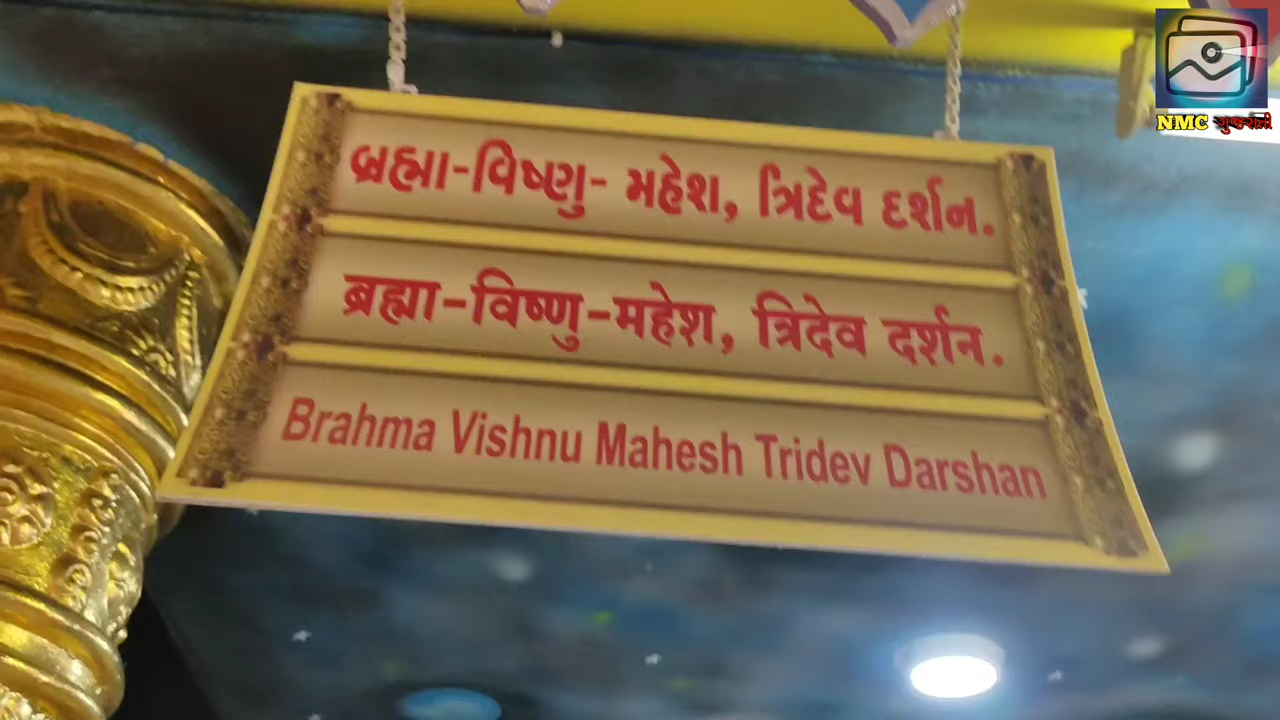 બ્રહ્મા-વિષ્ણુ- મહેશ, ત્રિદેવ દર્શન.
ब्रह्मा-विष्णु-महेश, त्रिदेव दर्शन.
Brahma Vishnu Mahesh Tridev Darshan
NMC ગુજરાતી